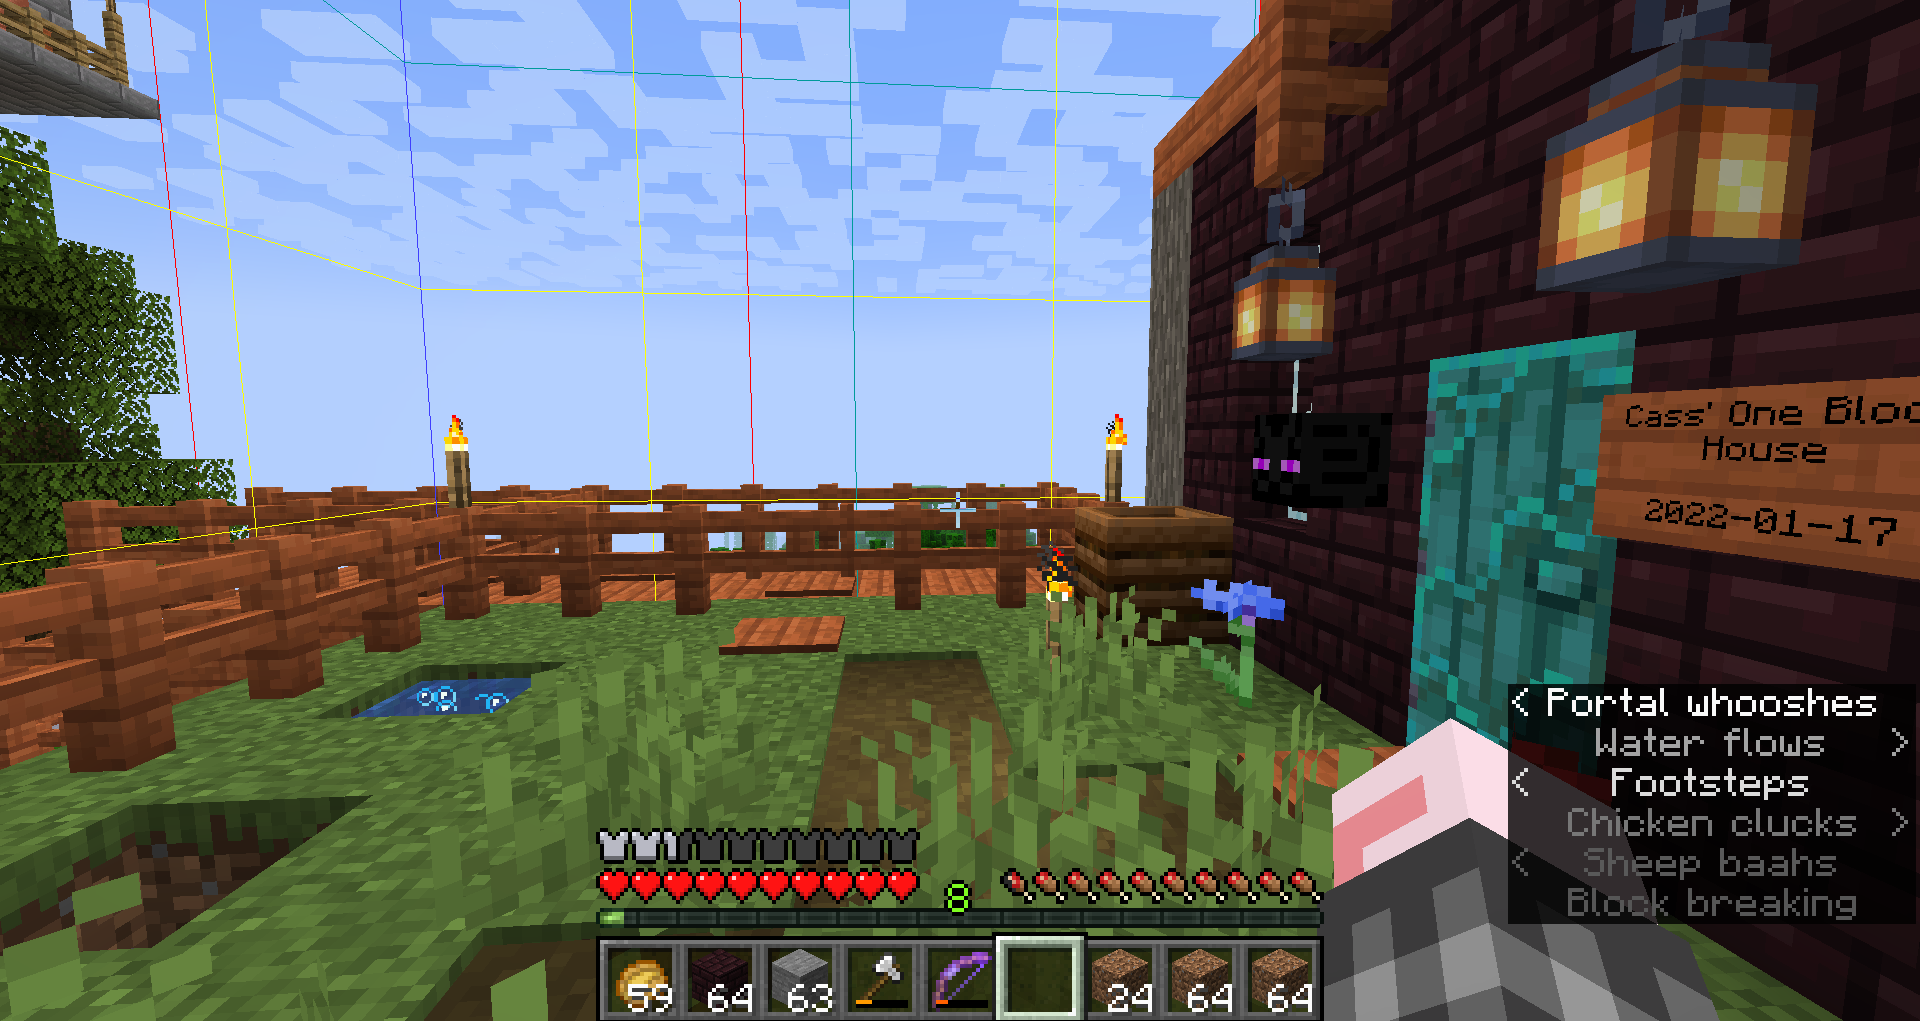 Cass' One Bloc
House
2022-01-17
< Portal whooshes
Water flows >
< Footsteps
Chicken clucks >
< Sheep baahs
Block breaking
8
59
64
63
24
64
64